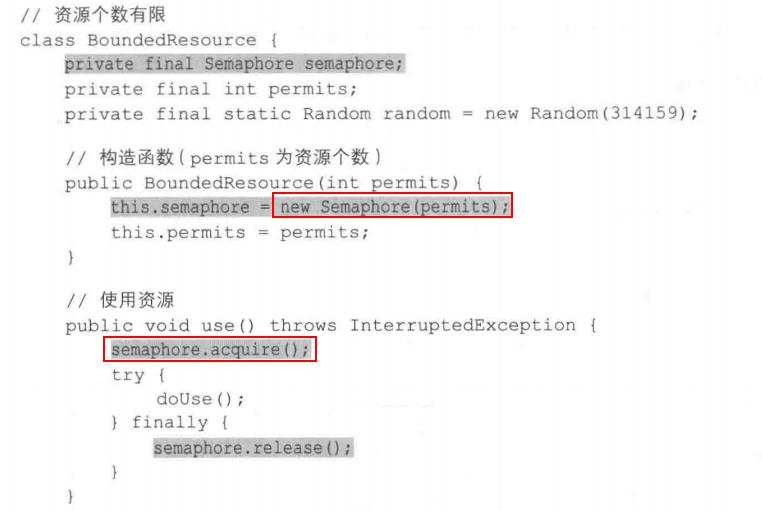 // 资源个数有限
class BoundedResource {
    private final Semaphore semaphore;
    private final int permits;
    private final static Random random = new Random(314159);

    // 构造函数(permits 为资源个数)
    public BoundedResource(int permits) {
        this.semaphore = new Semaphore(permits);
        this.permits = permits;
    }

    // 使用资源
    public void use() throws InterruptedException {
        semaphore.acquire();
        try {
            doUse();
        } finally {
            semaphore.release();
        }
    }